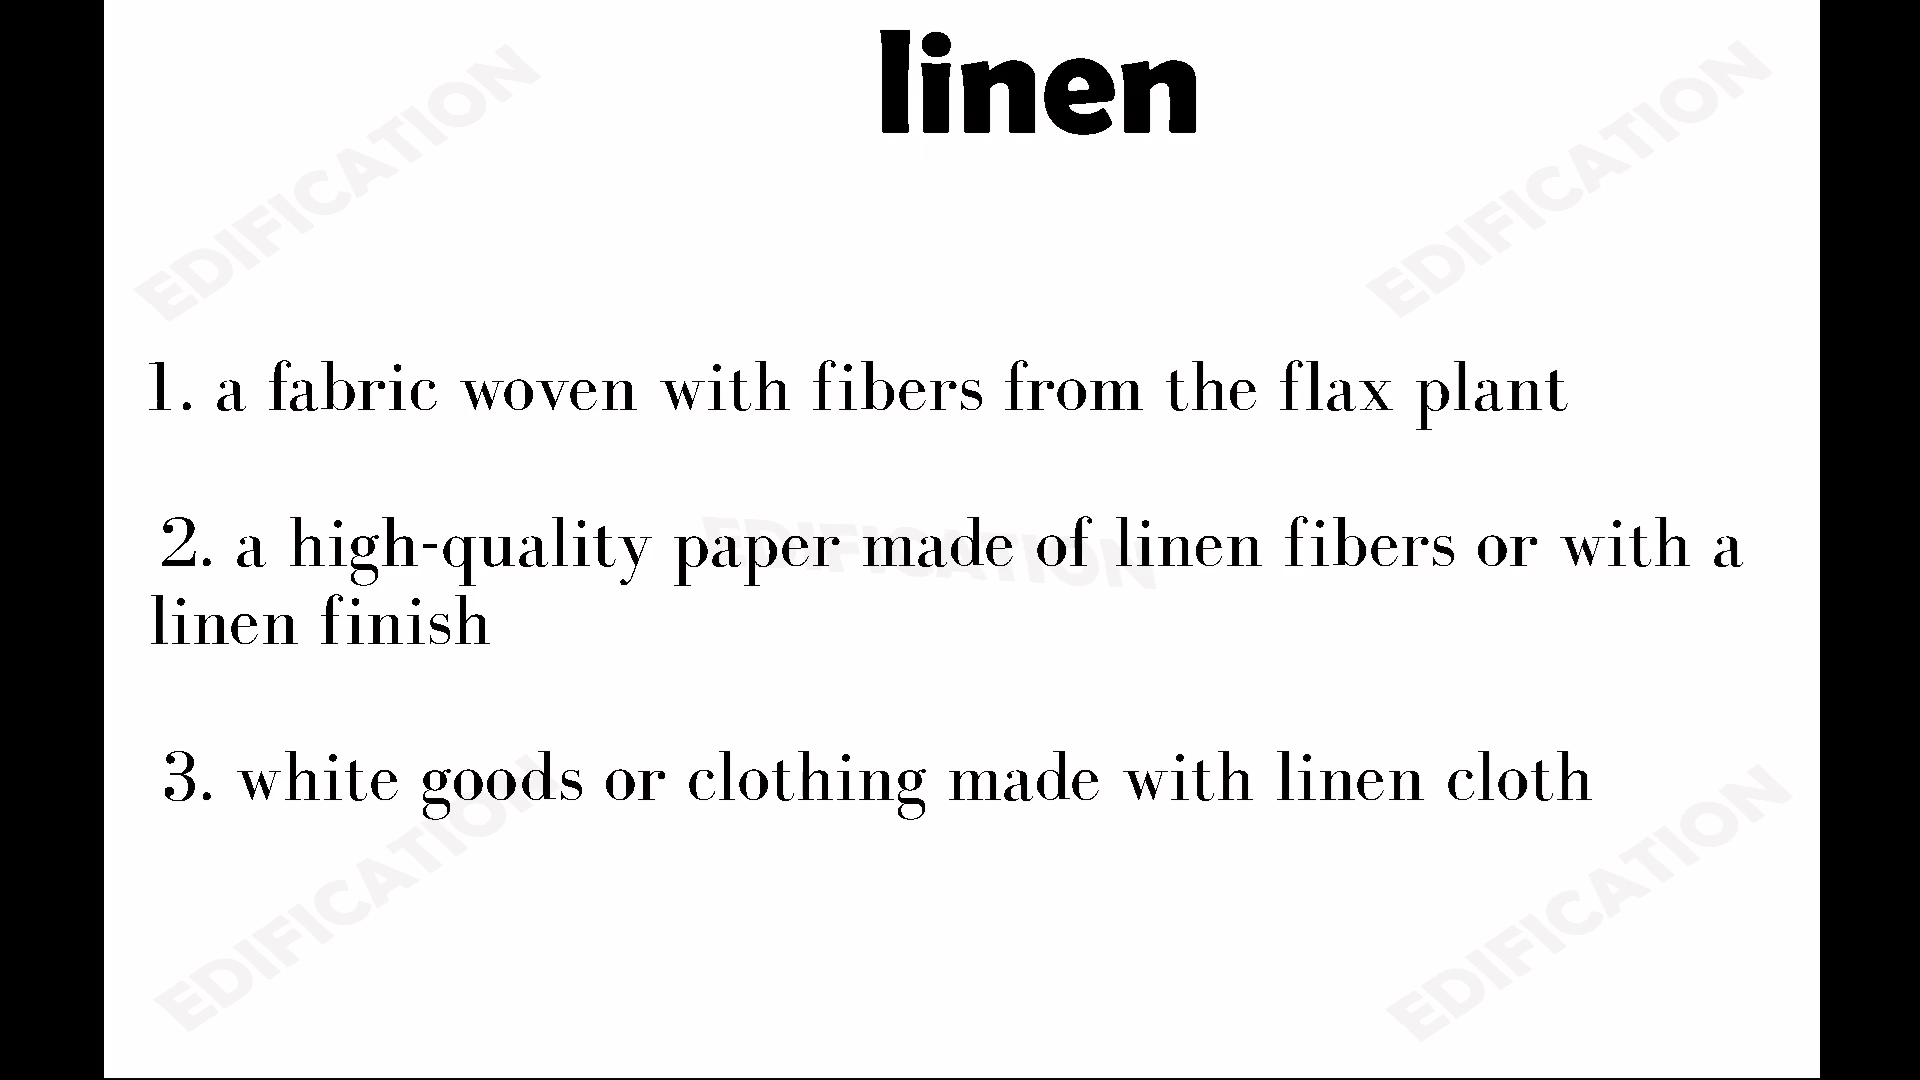 linen
EDIFICATION
EDIFICATION
1. a fabric woven with fibers from the flax plant
2. a high-quality paper made of linen fibers or with a
linen finish
EDIFICATION
3. white goods or clothing made with linen cloth
EDIFICATION
EDIFICATION